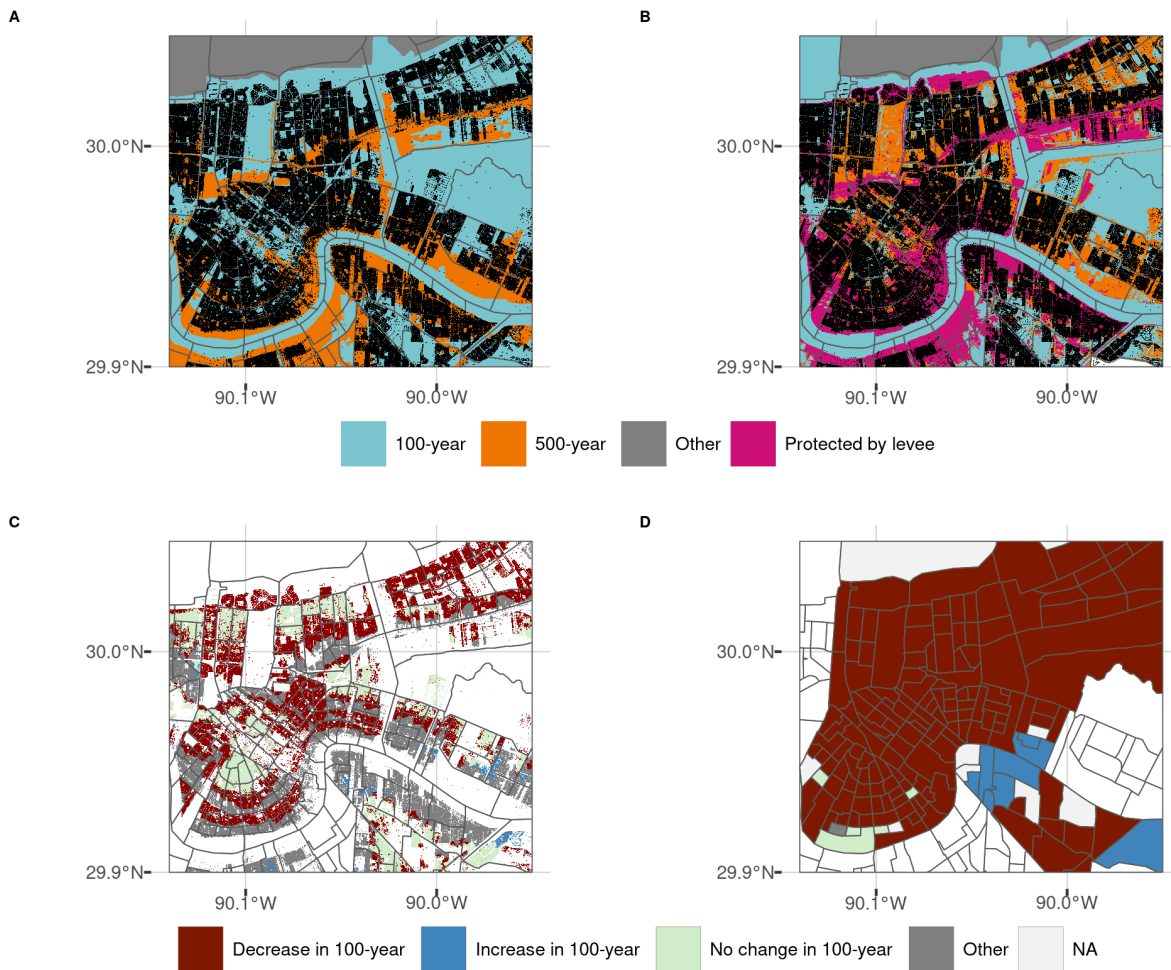 A
B
30.0°N
30.0°N
29.9°N
29.9°N
90.1°W
90.0°W
90.1°W
90.0°W
100-year
500-year
Other
Protected by levee
C
D
30.0°N
30.0°N
29.9°N
29.9°N
90.1°W
90.0°W
90.1°W
90.0°W
Decrease in 100-year
Increase in 100-year
No change in 100-year
Other
NA